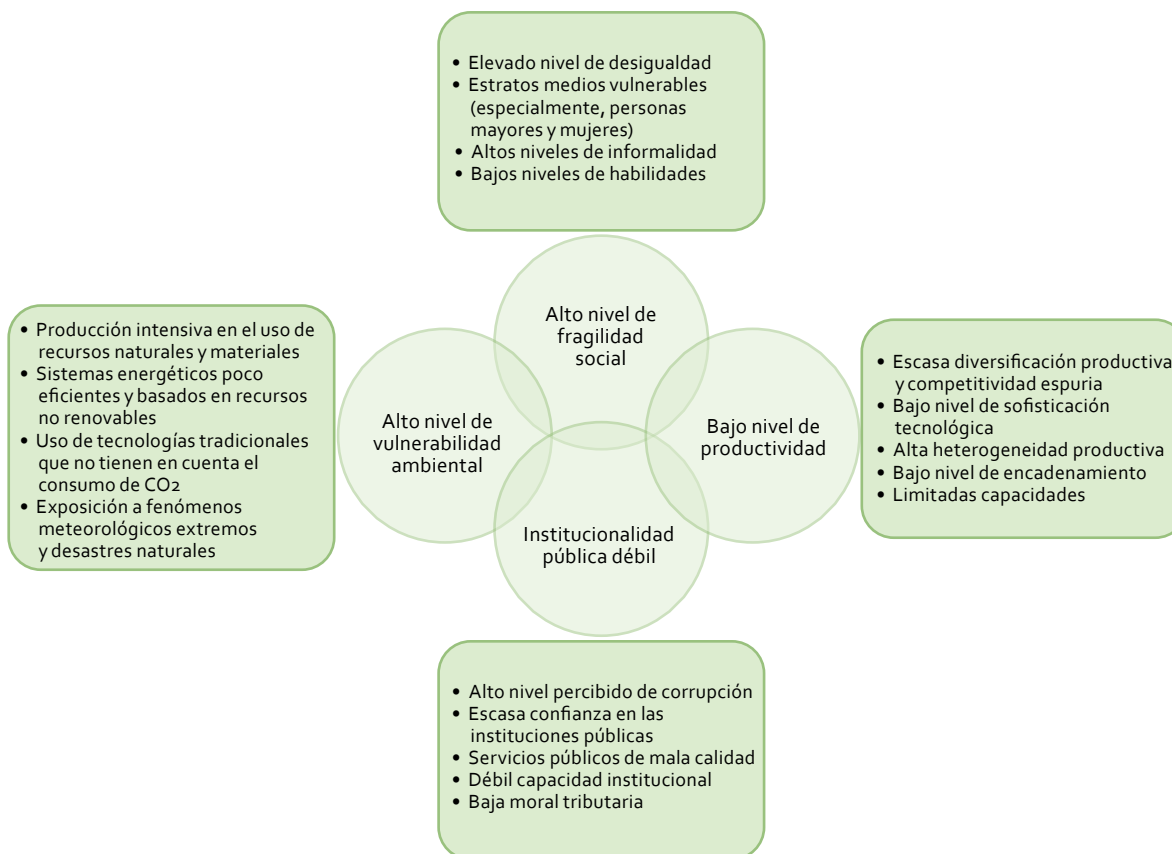 • Elevado nivel de desigualdad
• Estratos medios vulnerables
(especialmente, personas
mayores y mujeres)
• Altos niveles de informalidad
• Bajos niveles de habilidades
Alto nivel de
fragilidad
social
• Producción intensiva en el uso de
recursos naturales y materiales
• Sistemas energéticos poco
eficientes y basados en recursos
no renovables
• Uso de tecnologías tradicionales
que no tienen en cuenta el
consumo de CO2
• Exposición a fenómenos
meteorológicos extremos
y desastres naturales
Alto nivel de
vulnerabilidad
ambiental
Bajo nivel de
productividad
• Escasa diversificación productiva
y competitividad espuria
• Bajo nivel de sofisticación
tecnológica
• Alta heterogeneidad productiva
• Bajo nivel de encadenamiento
• Limitadas capacidades
Institucionalidad
pública débil
• Alto nivel percibido de corrupción
• Escasa confianza en las
instituciones públicas
• Servicios públicos de mala calidad
• Débil capacidad institucional
• Baja moral tributaria